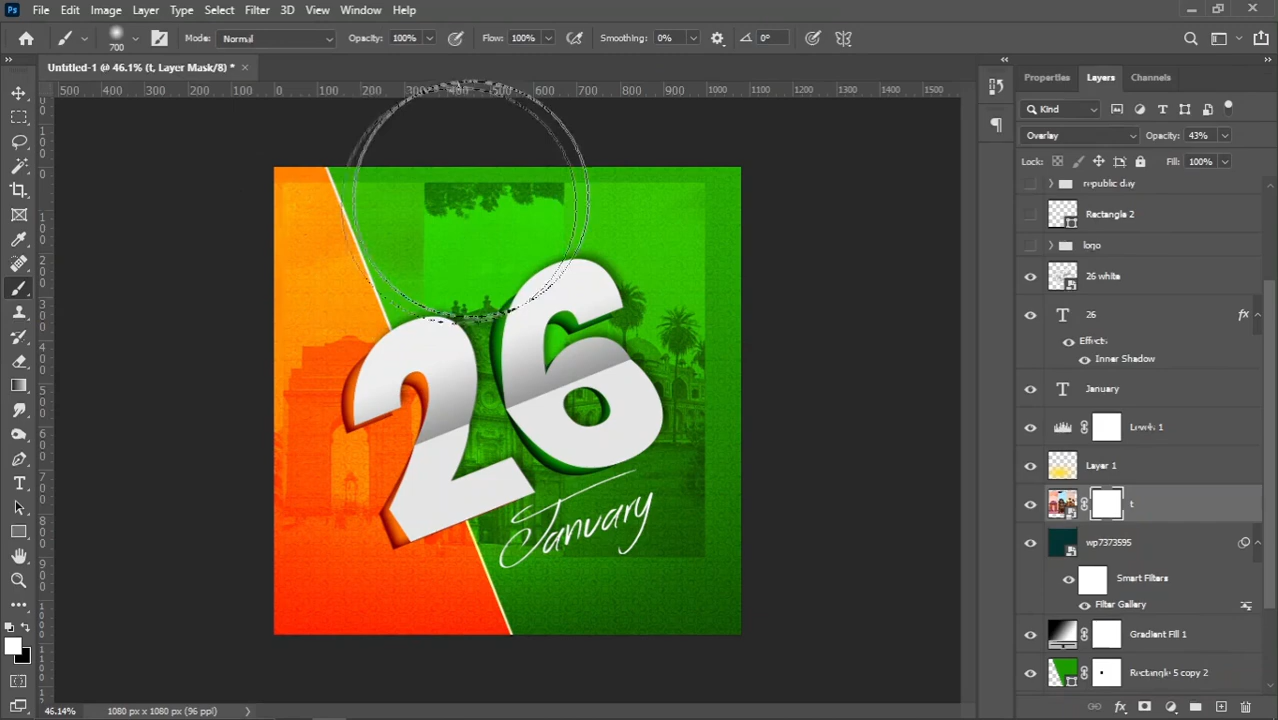 Ps File Edit Image Layer Type Select Filter 3D View Window Help
700 Mode: Normal Opacity: 100% Flow: 100% Smoothing: 0% 0°
Untitled-1 @ 46.1% (t, Layer Mask/8) * ×
500 400 300 200 100 0 100 200 300 400 500 600 700 800 900 1000 1100 1200 1300 1400 1500
26
January
Properties Layers Channels
Kind
Overlay Opacity: 43%
Lock: Fill: 100%
republic day
Rectangle 2
logo
26 white
26 fx
Effects
Inner Shadow
January
Levels 1
Layer 1
t
wp7373595
Smart Filters
Filter Gallery
Gradient Fill 1
Rectangle 5 copy 2
46.14% 1080 px x 1080 px (96 ppi)